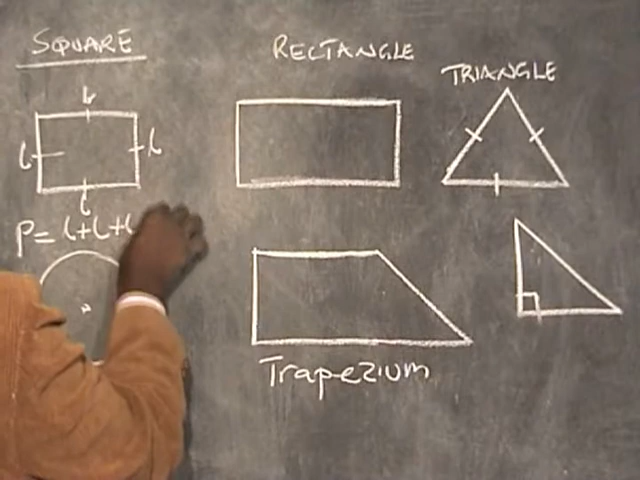 SQUARE
RECTANGLE
TRIANGLE
l
l
l
l
P= l+l+l
Trapezium